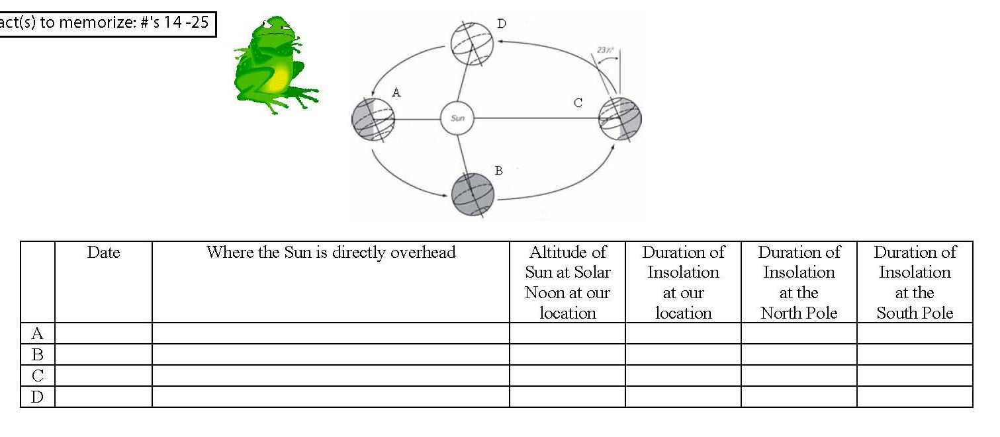 act(s) to memorize: #'s 14 -25
D
23½°
A
C
Sun
B
Date
Where the Sun is directly overhead
Altitude of
Sun at Solar
Noon at our
location
Duration of
Insolation
at our
location
Duration of
Insolation
at the
North Pole
Duration of
Insolation
at the
South Pole
A
B
C
D